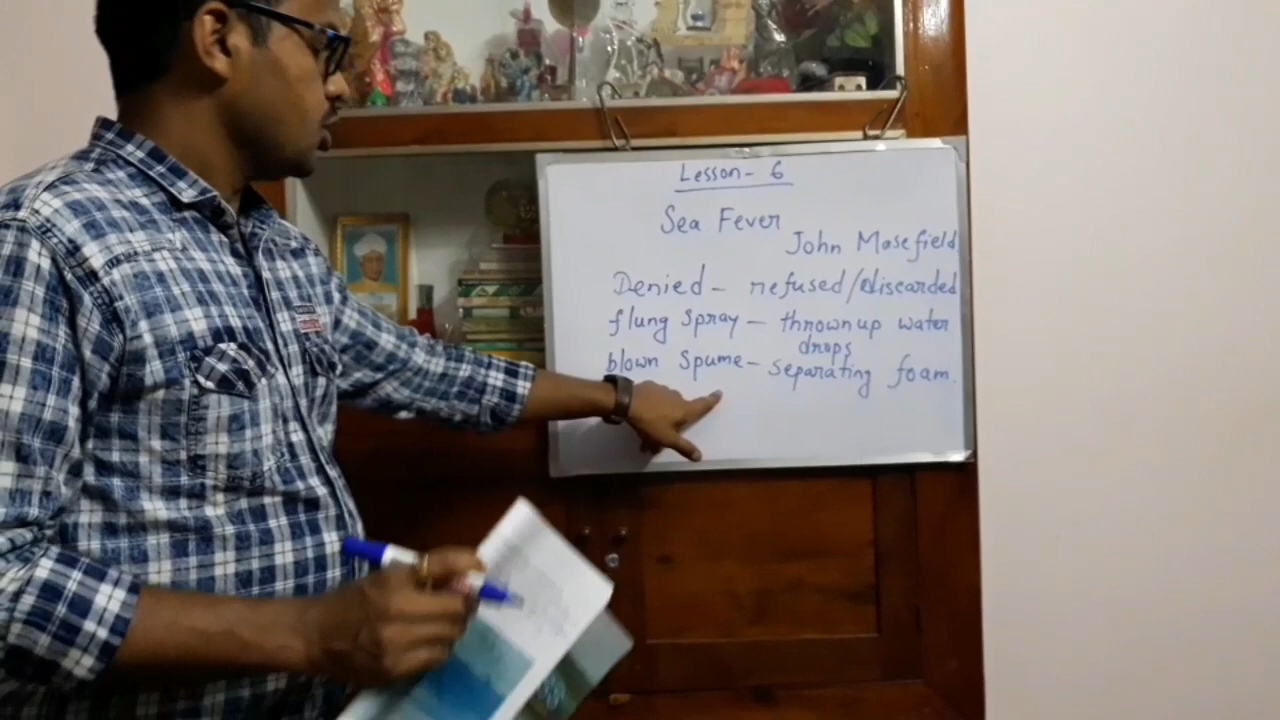 Lesson - 6
Sea Fever
John Masefield
Denied - refused/discarded
flung spray - thrown up water
drops
blown spume - separating foam.